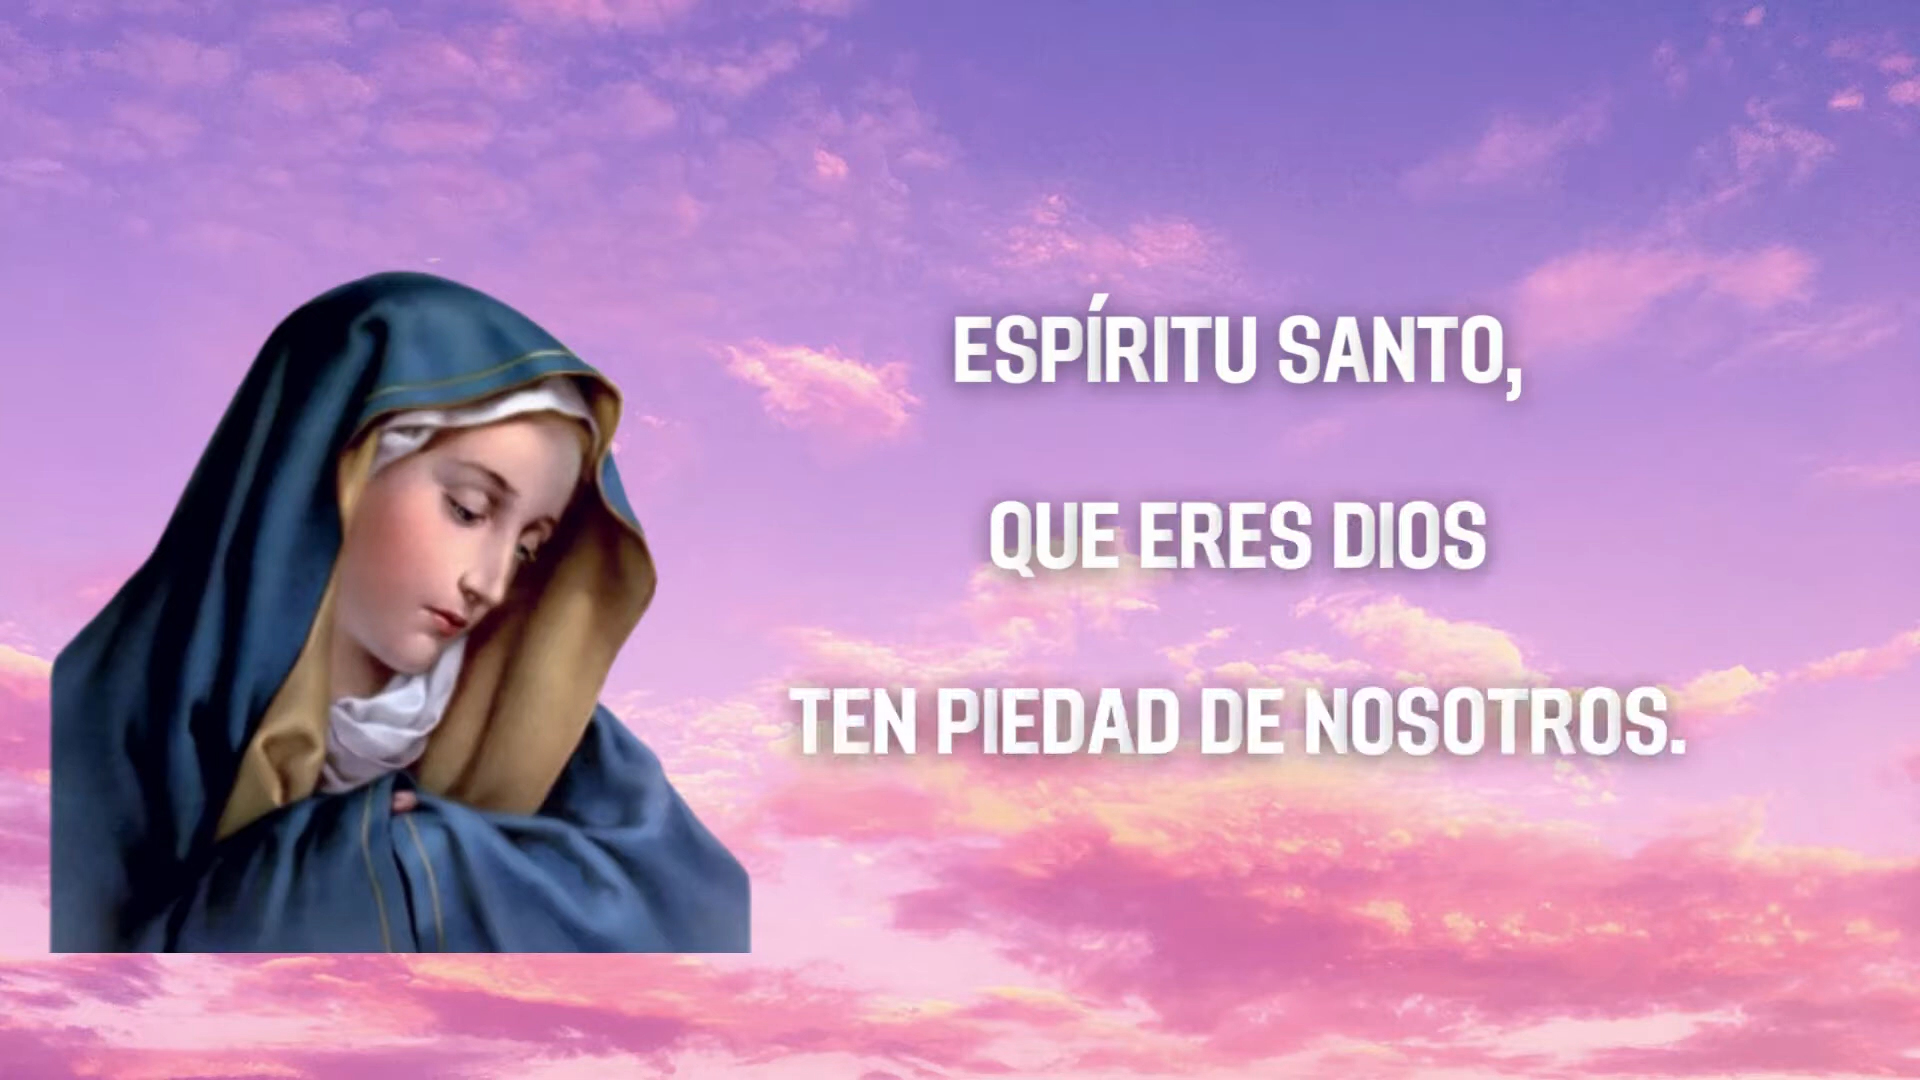 ESPÍRITU SANTO,
QUE ERES DIOS
TEN PIEDAD DE NOSOTROS.